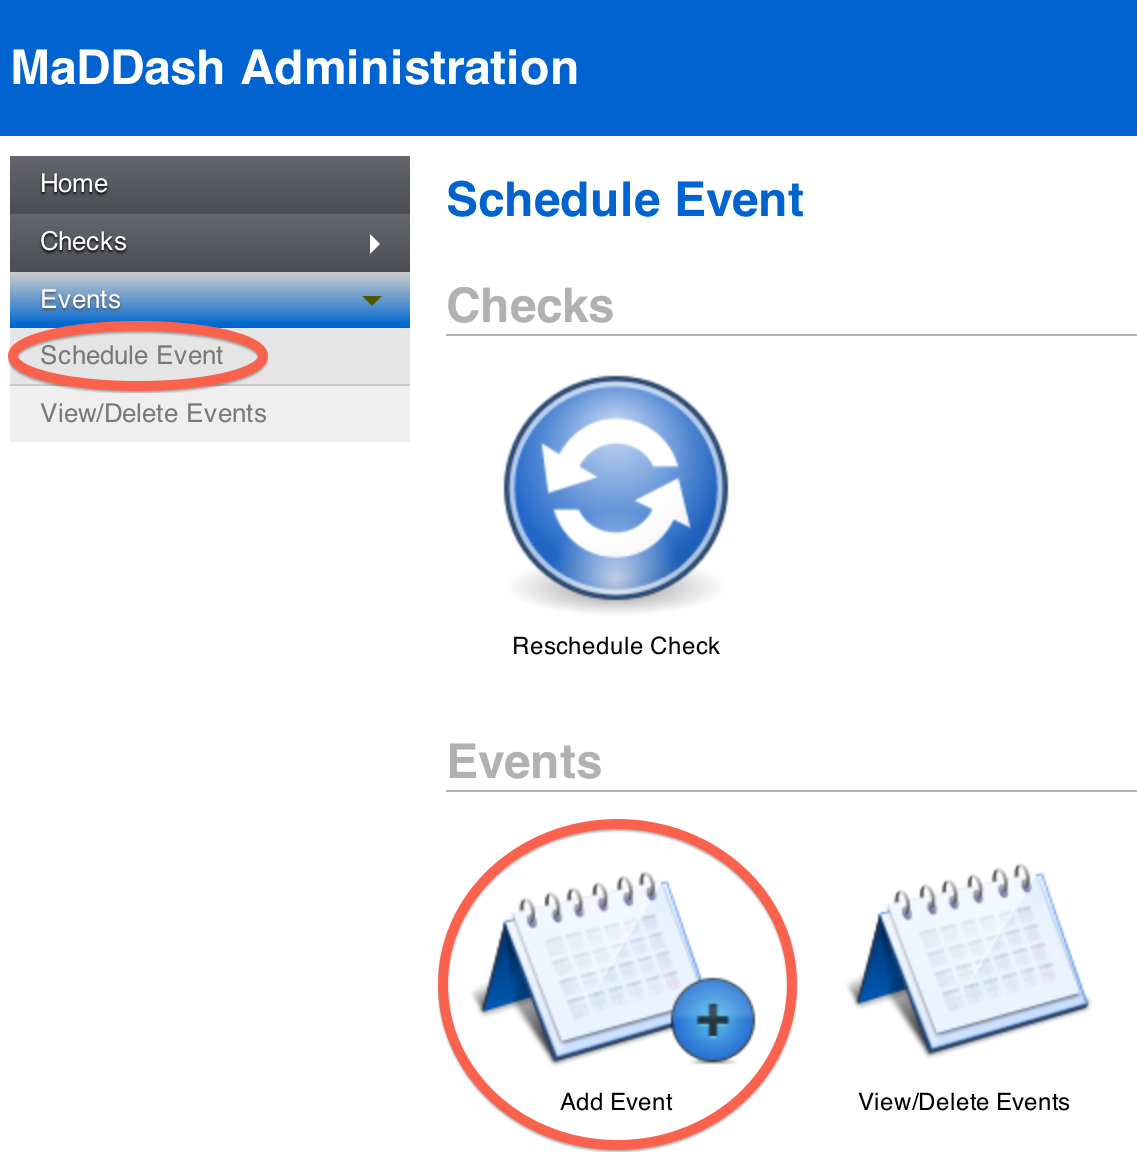 MaDDash Administration
Home
Checks
Events
Schedule Event
View/Delete Events
Schedule Event
Checks
Reschedule Check
Events
Add Event
View/Delete Events